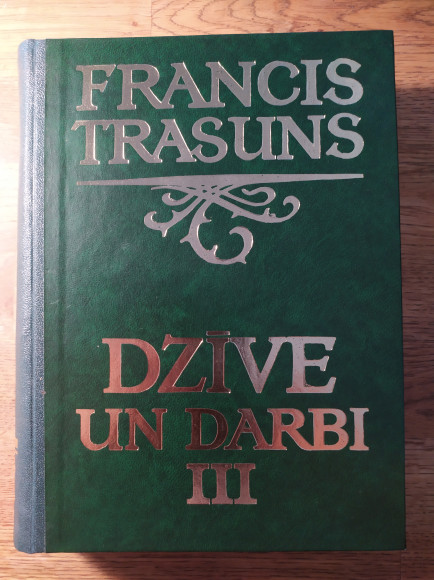 FRANCIS
TRASUNS
DZĪVE
UN DARBI
III